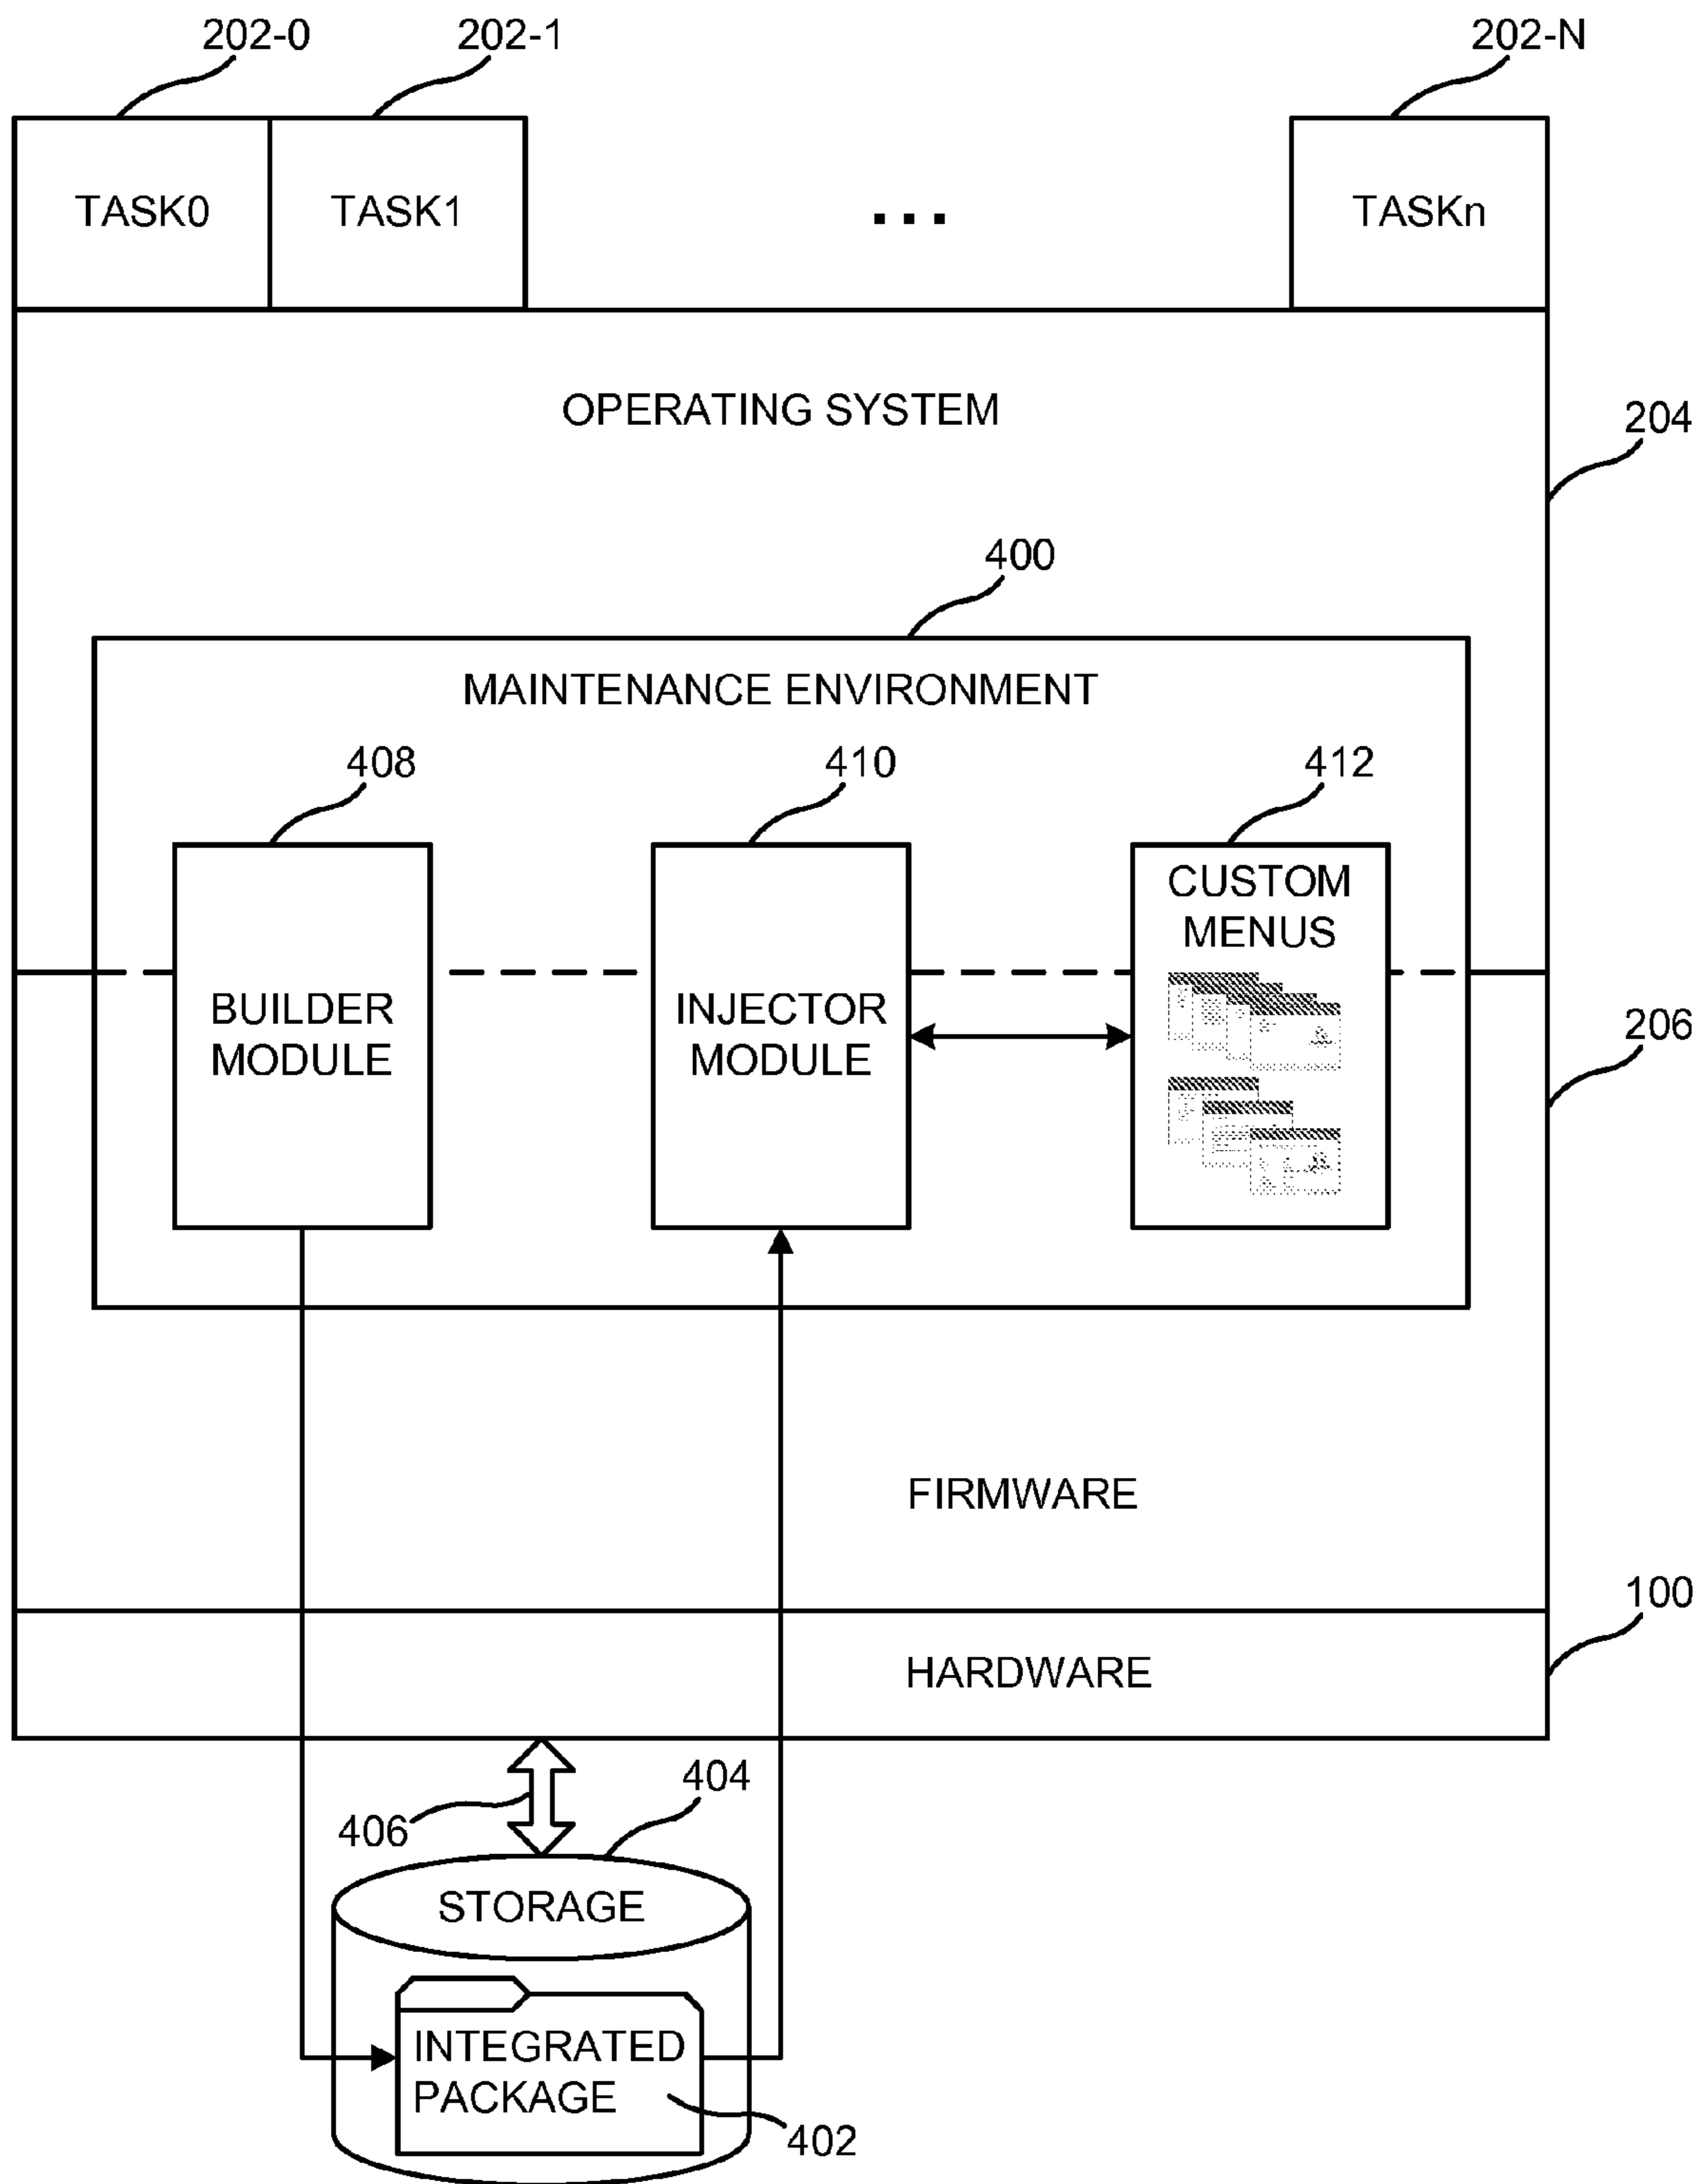 202-0 202-1 202-N
TASK0 TASK1 ... TASKn
OPERATING SYSTEM
204
400
MAINTENANCE ENVIRONMENT
408 410 412
CUSTOM
MENUS
BUILDER
MODULE
INJECTOR
MODULE
206
FIRMWARE
100
HARDWARE
404
406
STORAGE
INTEGRATED
PACKAGE
402